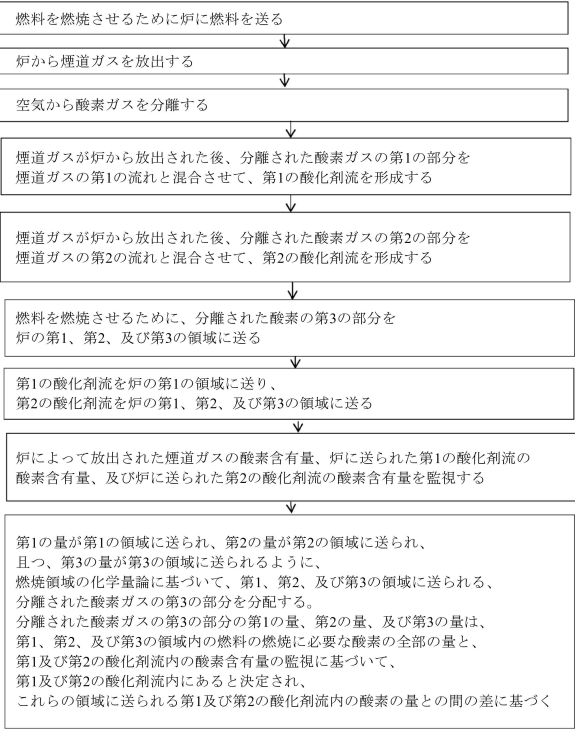 燃料を燃焼させるために炉に燃料を送る
炉から煙道ガスを放出する
空気から酸素ガスを分離する
煙道ガスが炉から放出された後、分離された酸素ガスの第1の部分を
煙道ガスの第1の流れと混合させて、第1の酸化剤流を形成する
煙道ガスが炉から放出された後、分離された酸素ガスの第2の部分を
煙道ガスの第2の流れと混合させて、第2の酸化剤流を形成する
燃料を燃焼させるために、分離された酸素の第3の部分を
炉の第1、第2、及び第3の領域に送る
第1の酸化剤流を炉の第1の領域に送り、
第2の酸化剤流を炉の第1、第2、及び第3の領域に送る
炉によって放出された煙道ガスの酸素含有量、炉に送られた第1の酸化剤流の
酸素含有量、及び炉に送られた第2の酸化剤流の酸素含有量を監視する
第1の量が第1の領域に送られ、第2の量が第2の領域に送られ、
且つ、第3の量が第3の領域に送られるように、
燃焼領域の化学量論に基づいて、第1、第2、及び第3の領域に送られる、
分離された酸素ガスの第3の部分を分配する。
分離された酸素ガスの第3の部分の第1の量、第2の量、及び第3の量は、
第1、第2、及び第3の領域内の燃料の燃焼に必要な酸素の全部の量と、
第1及び第2の酸化剤流内の酸素含有量の監視に基づいて、
第1及び第2の酸化剤流内にあると決定され、
これらの領域に送られる第1及び第2の酸化剤流内の酸素の量との間の差に基づく